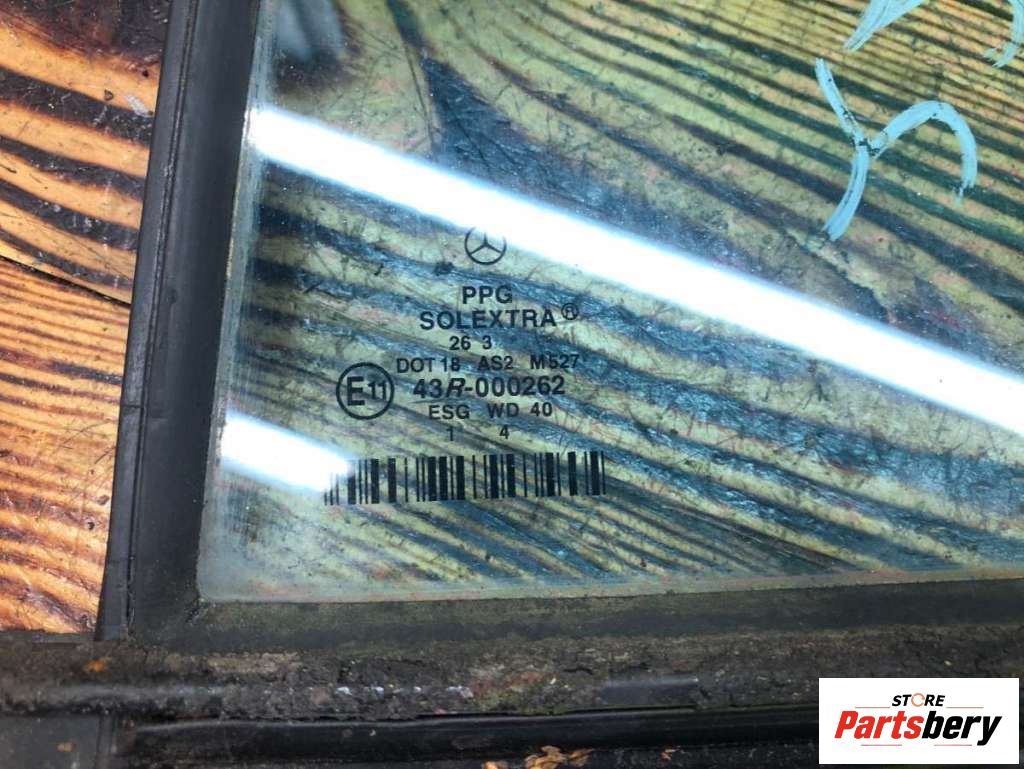 PPG
SOLEXTRA®
26 3
DOT 18 AS2 M527
E11 43R-000262
ESG WD 40
1 4
STORE
Partsbery